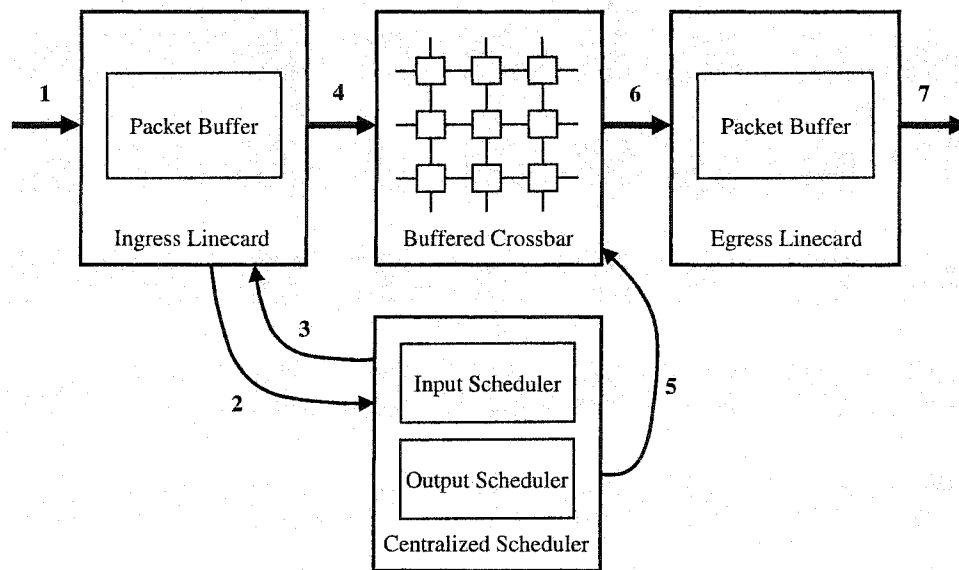 1
Packet Buffer
Ingress Linecard
4
Buffered Crossbar
6
Packet Buffer
Egress Linecard
7
2
3
Input Scheduler
Output Scheduler
Centralized Scheduler
5